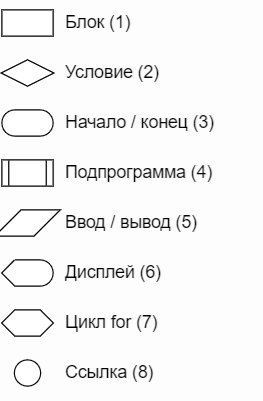 Блок (1)
Условие (2)
Начало / конец (3)
Подпрограмма (4)
Ввод / вывод (5)
Дисплей (6)
Цикл for (7)
Ссылка (8)